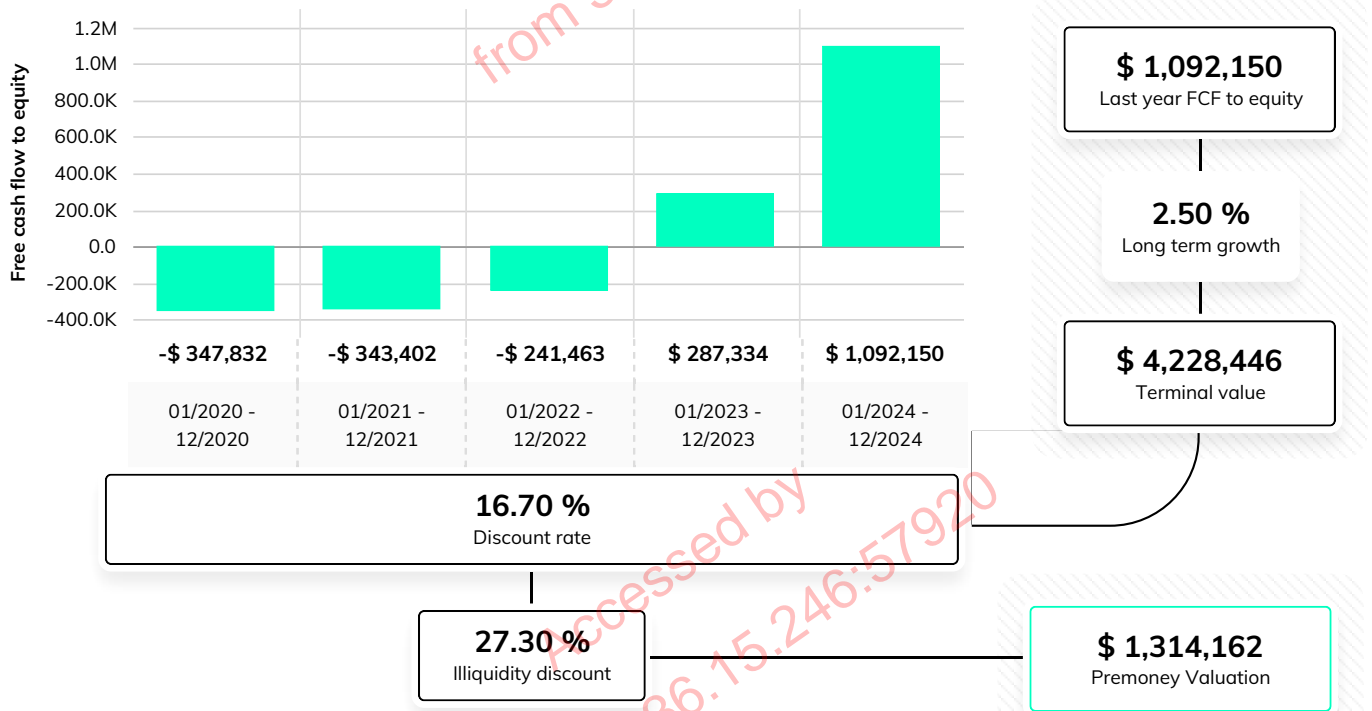 from s
Free cash flow to equity
1.2M
1.0M
800.0K
600.0K
400.0K
200.0K
0.0
-200.0K
-400.0K
-$ 347,832
-$ 343,402
-$ 241,463
$ 287,334
$ 1,092,150
01/2020 -
12/2020
01/2021 -
12/2021
01/2022 -
12/2022
01/2023 -
12/2023
01/2024 -
12/2024
$ 1,092,150
Last year FCF to equity
2.50 %
Long term growth
$ 4,228,446
Terminal value
16.70 %
Discount rate
27.30 %
Illiquidity discount
$ 1,314,162
Premoney Valuation
Accessed by
36.15.246:57920